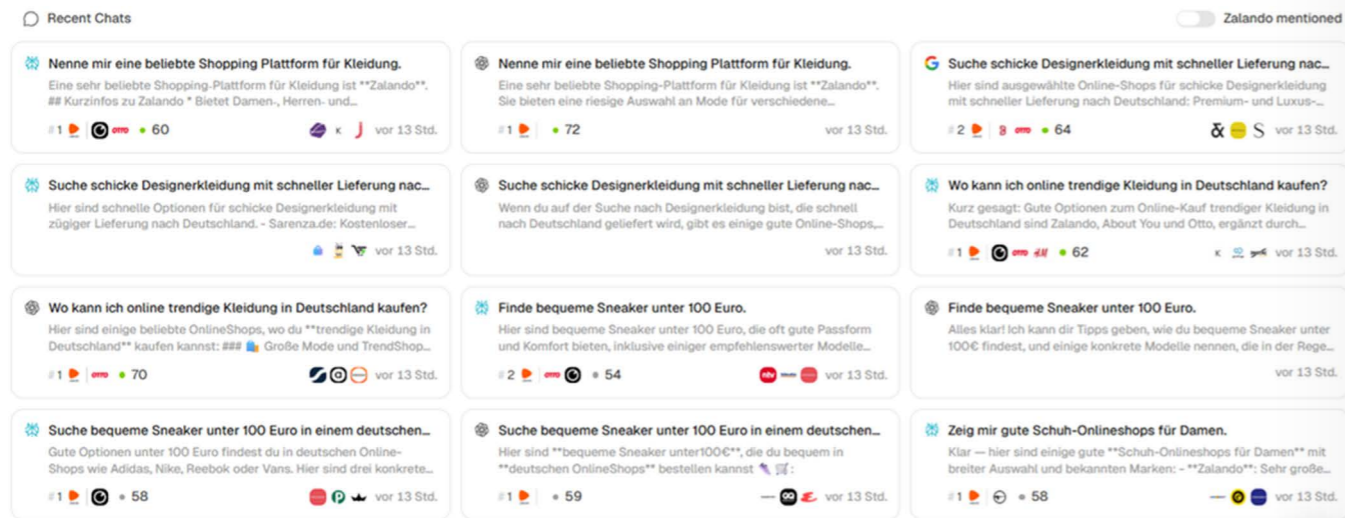 Recent Chats
Zalando mentioned
Nenne mir eine beliebte Shopping Plattform für Kleidung.
Eine sehr beliebte Shopping-Plattform für Kleidung ist **Zalando**.
## Kurzinfos zu Zalando * Bietet Damen-, Herren- und...
#1 OTTO 60 K J vor 13 Std.
Nenne mir eine beliebte Shopping Plattform für Kleidung.
Eine sehr beliebte Shopping-Plattform für Kleidung ist **Zalando**.
Sie bieten eine riesige Auswahl an Mode für verschiedene...
#1 72 vor 13 Std.
Suche schicke Designerkleidung mit schneller Lieferung nac...
Hier sind ausgewählte Online-Shops für schicke Designerkleidung
mit schneller Lieferung nach Deutschland: Premium- und Luxus-...
#2 OTTO 64 & S vor 13 Std.
Suche schicke Designerkleidung mit schneller Lieferung nac...
Hier sind schnelle Optionen für schicke Designerkleidung mit
zügiger Lieferung nach Deutschland. - Sarenza.de: Kostenloser...
vor 13 Std.
Suche schicke Designerkleidung mit schneller Lieferung nac...
Wenn du auf der Suche nach Designerkleidung bist, die schnell
nach Deutschland geliefert wird, gibt es einige gute Online-Shops,...
vor 13 Std.
Wo kann ich online trendige Kleidung in Deutschland kaufen?
Kurz gesagt: Gute Optionen zum Online-Kauf trendiger Kleidung in
Deutschland sind Zalando, About You und Otto, ergänzt durch...
#1 OTTO H&M 62 K vor 13 Std.
Wo kann ich online trendige Kleidung in Deutschland kaufen?
Hier sind einige beliebte OnlineShops, wo du **trendige Kleidung in
Deutschland** kaufen kannst: ### 🛍️ Große Mode und TrendShop...
#1 OTTO 70 a vor 13 Std.
Finde bequeme Sneaker unter 100 Euro.
Hier sind bequeme Sneaker unter 100 Euro, die oft gute Passform
und Komfort bieten, inklusive einiger empfehlenswerter Modelle...
#2 OTTO 54 ntv vor 13 Std.
Finde bequeme Sneaker unter 100 Euro.
Alles klar! Ich kann dir Tipps geben, wie du bequeme Sneaker unter
100€ findest, und einige konkrete Modelle nennen, die in der Rege...
vor 13 Std.
Suche bequeme Sneaker unter 100 Euro in einem deutschen...
Gute Optionen unter 100 Euro findest du in deutschen Online-
Shops wie Adidas, Nike, Reebok oder Vans. Hier sind drei konkrete...
#1 58 vor 13 Std.
Suche bequeme Sneaker unter 100 Euro in einem deutschen...
Hier sind **bequeme Sneaker unter100€**, die du bequem in
**deutschen OnlineShops** bestellen kannst 👟 🛒:
#1 59 vor 13 Std.
Zeig mir gute Schuh-Onlineshops für Damen.
Klar — hier sind einige gute **Schuh-Onlineshops für Damen** mit
breiter Auswahl und bekannten Marken: - **Zalando**: Sehr große...
#1 58 vor 13 Std.